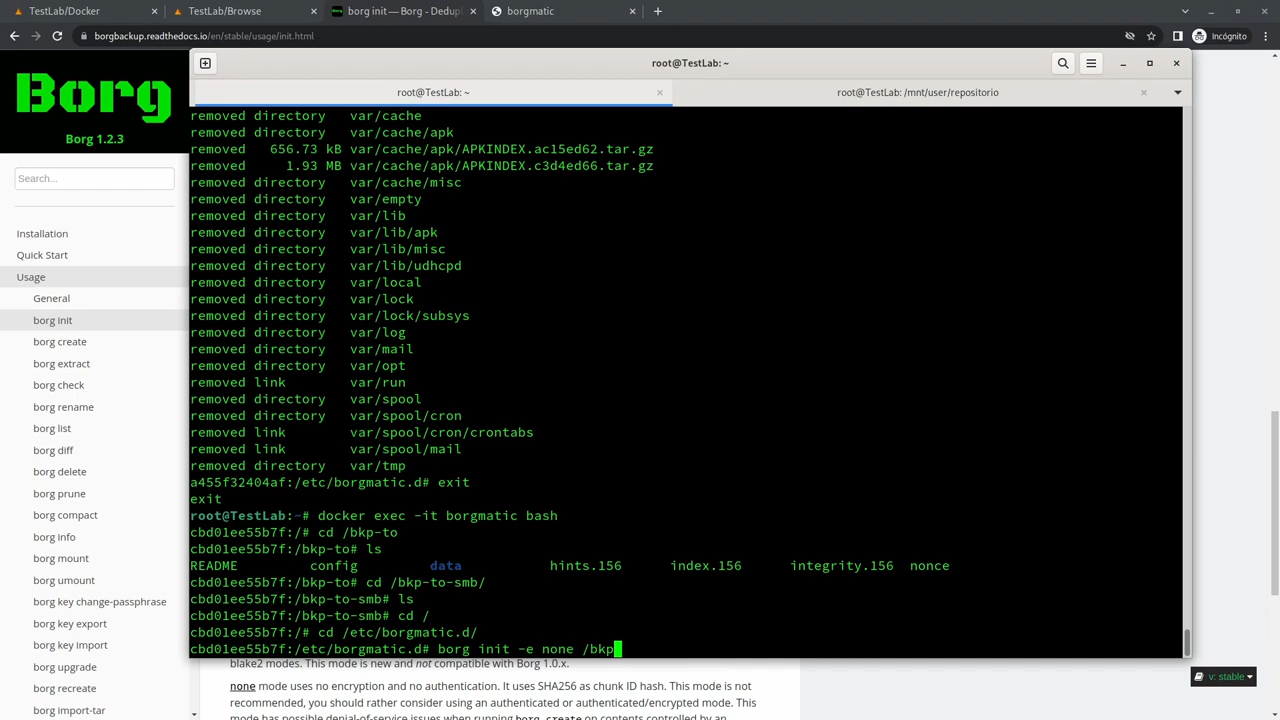 TestLab/Docker
TestLab/Browse
borg init — Borg - Dedupl
borgmatic
borgbackup.readthedocs.io/en/stable/usage/init.html
Incógnito
Borg
Borg 1.2.3
Search...
Installation
Quick Start
Usage
General
borg init
borg create
borg extract
borg check
borg rename
borg list
borg diff
borg delete
borg prune
borg compact
borg info
borg mount
borg umount
borg key change-passphrase
borg key export
borg key import
borg upgrade
borg recreate
borg import-tar
root@TestLab: ~
root@TestLab: ~
root@TestLab: /mnt/user/repositorio
removed directory var/cache
removed directory var/cache/apk
removed 656.73 kB var/cache/apk/APKINDEX.ac15ed62.tar.gz
removed 1.93 MB var/cache/apk/APKINDEX.c3d4ed66.tar.gz
removed directory var/cache/misc
removed directory var/empty
removed directory var/lib
removed directory var/lib/apk
removed directory var/lib/misc
removed directory var/lib/udhcpd
removed directory var/local
removed directory var/lock
removed directory var/lock/subsys
removed directory var/log
removed directory var/mail
removed directory var/opt
removed link var/run
removed directory var/spool
removed directory var/spool/cron
removed link var/spool/cron/crontabs
removed link var/spool/mail
removed directory var/tmp
a455f32404af:/etc/borgmatic.d# exit
exit
root@TestLab:~# docker exec -it borgmatic bash
cbd01ee55b7f:/# cd /bkp-to
cbd01ee55b7f:/bkp-to# ls
README config data hints.156 index.156 integrity.156 nonce
cbd01ee55b7f:/bkp-to# cd /bkp-to-smb/
cbd01ee55b7f:/bkp-to-smb# ls
cbd01ee55b7f:/bkp-to-smb# cd /
cbd01ee55b7f:/# cd /etc/borgmatic.d/
cbd01ee55b7f:/etc/borgmatic.d# borg init -e none /bkp
blake2 modes. This mode is new and not compatible with Borg 1.0.x.
none mode uses no encryption and no authentication. It uses SHA256 as chunk ID hash. This mode is not
recommended, you should rather consider using an authenticated or authenticated/encrypted mode. This
mode has possible denial-of-service issues when running borg create on contents controlled by an
v: stable